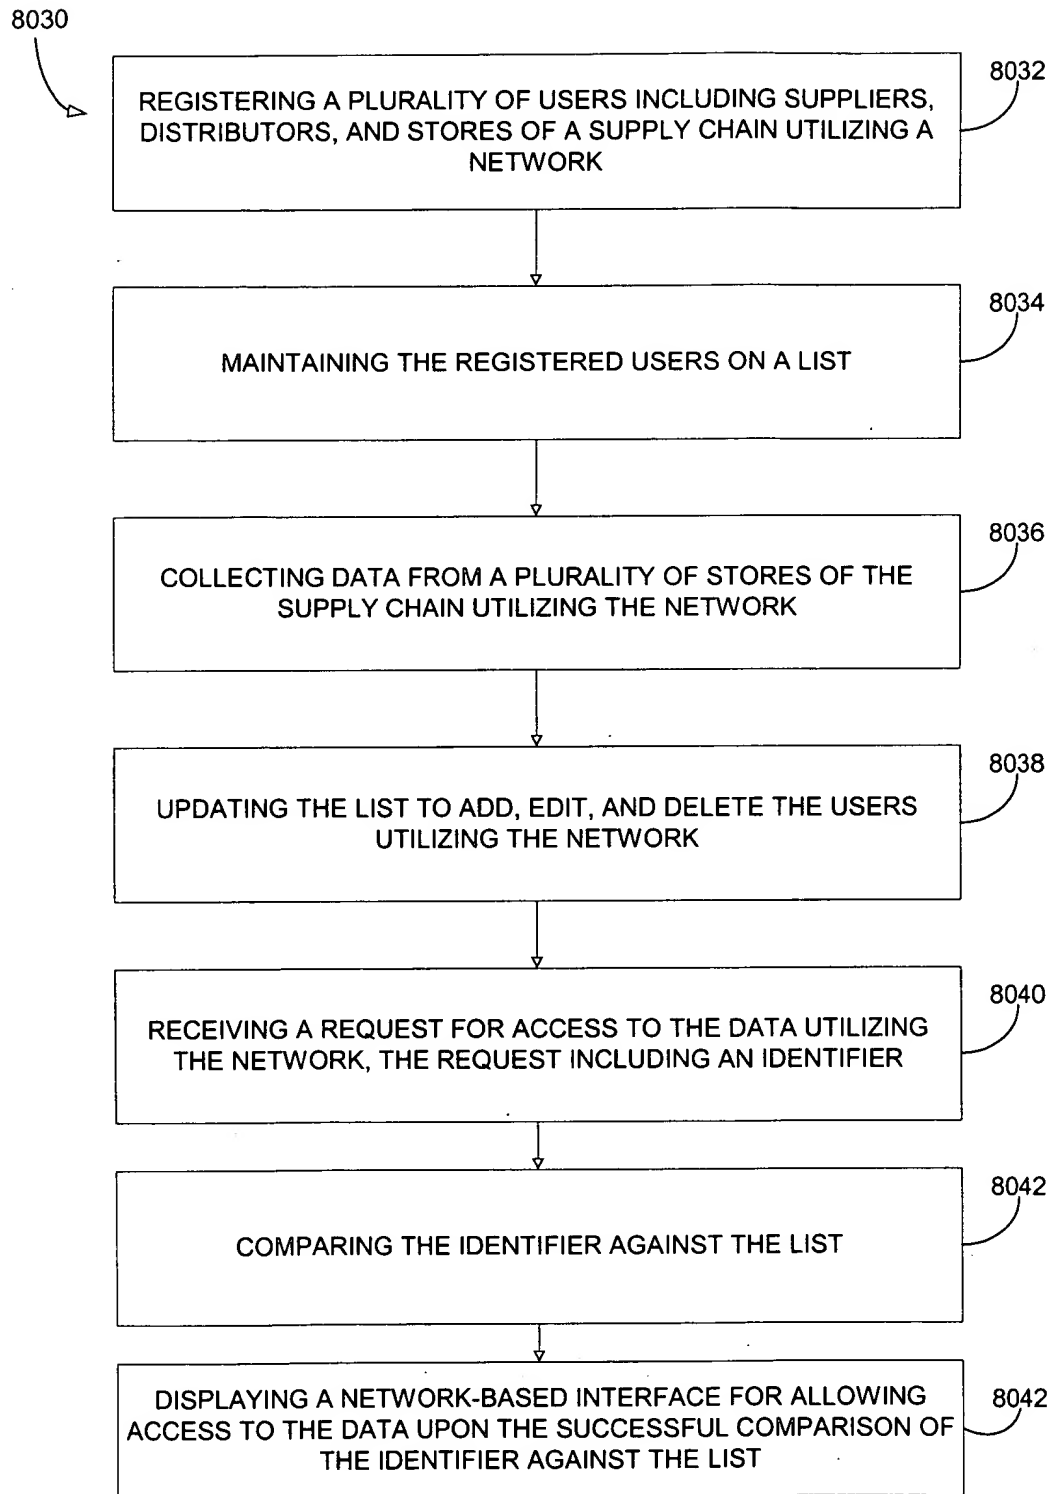 8030
8032
REGISTERING A PLURALITY OF USERS INCLUDING SUPPLIERS,
DISTRIBUTORS, AND STORES OF A SUPPLY CHAIN UTILIZING A
NETWORK
8034
MAINTAINING THE REGISTERED USERS ON A LIST
8036
COLLECTING DATA FROM A PLURALITY OF STORES OF THE
SUPPLY CHAIN UTILIZING THE NETWORK
8038
UPDATING THE LIST TO ADD, EDIT, AND DELETE THE USERS
UTILIZING THE NETWORK
8040
RECEIVING A REQUEST FOR ACCESS TO THE DATA UTILIZING
THE NETWORK, THE REQUEST INCLUDING AN IDENTIFIER
8042
COMPARING THE IDENTIFIER AGAINST THE LIST
8042
DISPLAYING A NETWORK-BASED INTERFACE FOR ALLOWING
ACCESS TO THE DATA UPON THE SUCCESSFUL COMPARISON OF
THE IDENTIFIER AGAINST THE LIST